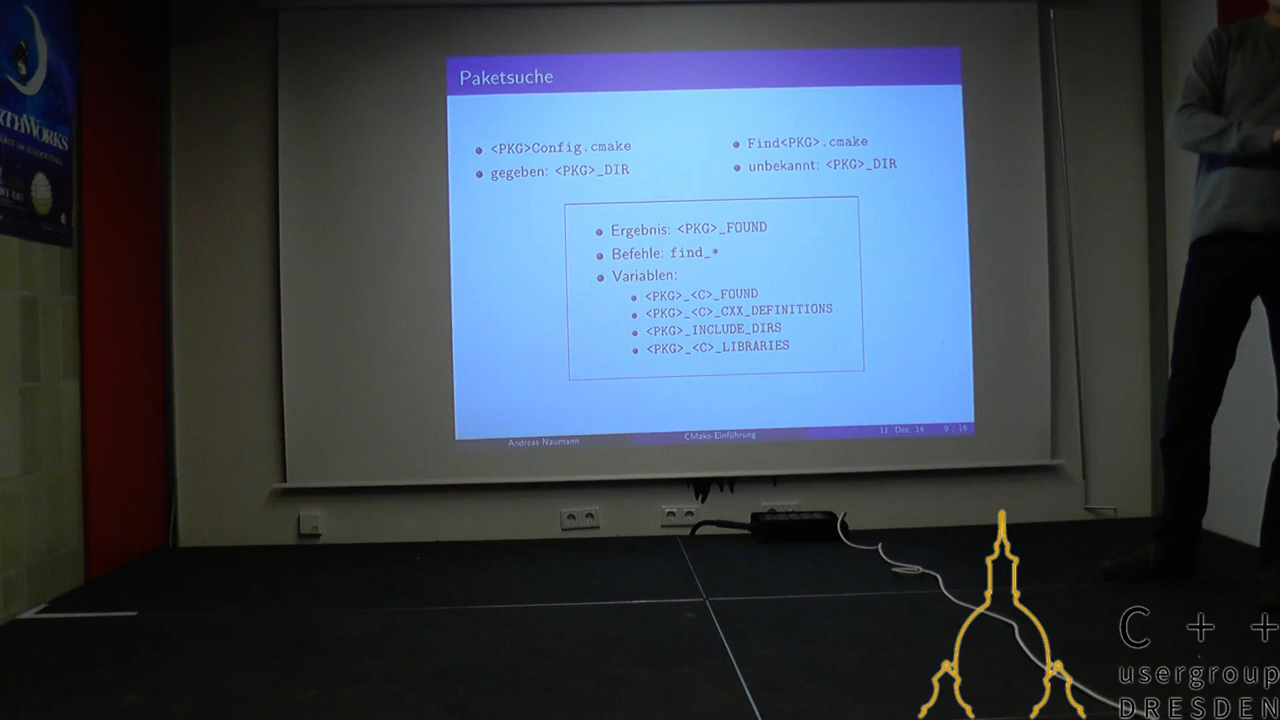 Paketsuche
<PKG>Config.cmake
gegeben: <PKG>_DIR
Find<PKG>.cmake
unbekannt: <PKG>_DIR
Ergebnis: <PKG>_FOUND
Befehle: find_*
Variablen:
<PKG>_<C>_FOUND
<PKG>_<C>_CXX_DEFINITIONS
<PKG>_INCLUDE_DIRS
<PKG>_<C>_LIBRARIES
Andreas Naumann
CMake-Einführung
11. Dez. 14
9 / 16
C++
usergroup
DRESDEN